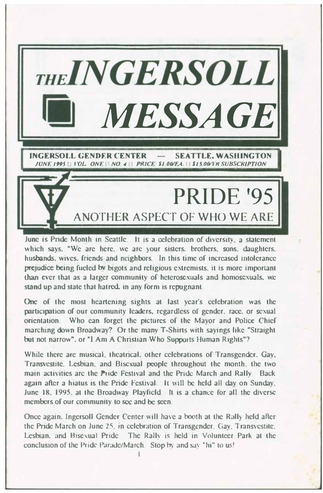 THE INGERSOLL
MESSAGE
INGERSOLL GENDER CENTER — SEATTLE, WASHINGTON
JUNE 1995 :: VOL. ONE :: NO. 4 :: PRICE: $1.00/EA. :: $15.00/YR SUBSCRIPTION
PRIDE '95
ANOTHER ASPECT OF WHO WE ARE
June is Pride Month in Seattle. It is a celebration of diversity, a statement
which says, "We are here, we are your sisters, brothers, sons, daughters,
husbands, wives, friends and neighbors. In this time of increased intolerance
prejudice being fueled by bigots and religious extremists, it is more important
than ever that as a larger community of heterosexuals and homosexuals, we
stand up and state that hatred, in any form is repugnant.
One of the most heartening sights at last year's celebration was the
participation of our community leaders, regardless of gender, race, or sexual
orientation. Who can forget the pictures of the Mayor and Police Chief
marching down Broadway? Or the many T-Shirts with sayings like "Straight
but not narrow", or "I Am A Christian Who Supports Human Rights"?
While there are musical, theatrical, other celebrations of Transgender, Gay,
Transvestite, Lesbian, and Bisexual people throughout the month, the two
main activities are the Pride Festival and the Pride March and Rally. Back
again after a hiatus is the Pride Festival. It will be held all day on Sunday,
June 18, 1995, at the Broadway Playfield. It is a chance for all the diverse
members of our community to see and be seen.
Once again, Ingersoll Gender Center will have a booth at the Rally held after
the Pride March on June 25, in celebration of Transgender, Gay, Transvestite,
Lesbian, and Bisexual Pride. The Rally is held in Volunteer Park at the
conclusion of the Pride Parade/March. Stop by and say "hi" to us!
1